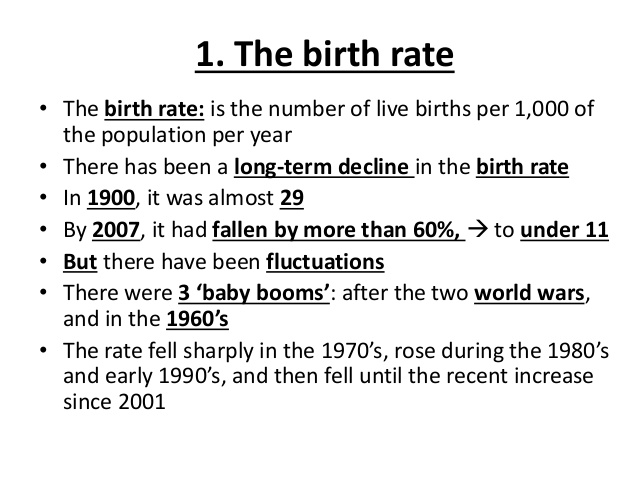 1. The birth rate
• The birth rate: is the number of live births per 1,000 of
the population per year
• There has been a long-term decline in the birth rate
• In 1900, it was almost 29
• By 2007, it had fallen by more than 60%, → to under 11
• But there have been fluctuations
• There were 3 ‘baby booms’: after the two world wars,
and in the 1960’s
• The rate fell sharply in the 1970’s, rose during the 1980’s
and early 1990’s, and then fell until the recent increase
since 2001